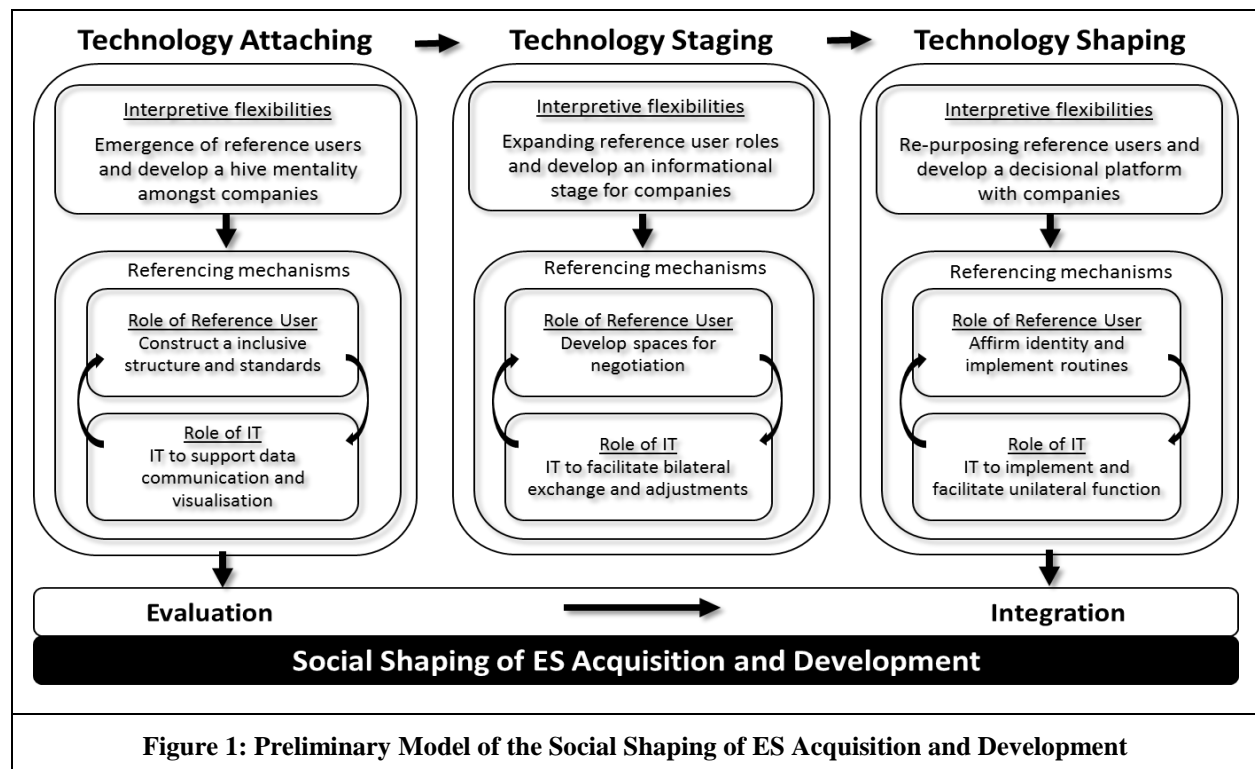 Technology Attaching
Technology Staging
Technology Shaping
Interpretive flexibilities
Emergence of reference users
and develop a hive mentality
amongst companies
Interpretive flexibilities
Expanding reference user roles
and develop an informational
stage for companies
Interpretive flexibilities
Re-purposing reference users and
develop a decisional platform
with companies
Referencing mechanisms
Role of Reference User
Construct a inclusive
structure and standards
Role of IT
IT to support data
communication and
visualisation
Referencing mechanisms
Role of Reference User
Develop spaces for
negotiation
Role of IT
IT to facilitate bilateral
exchange and adjustments
Referencing mechanisms
Role of Reference User
Affirm identity and
implement routines
Role of IT
IT to implement and
facilitate unilateral function
Evaluation
Integration
Social Shaping of ES Acquisition and Development
Figure 1: Preliminary Model of the Social Shaping of ES Acquisition and Development